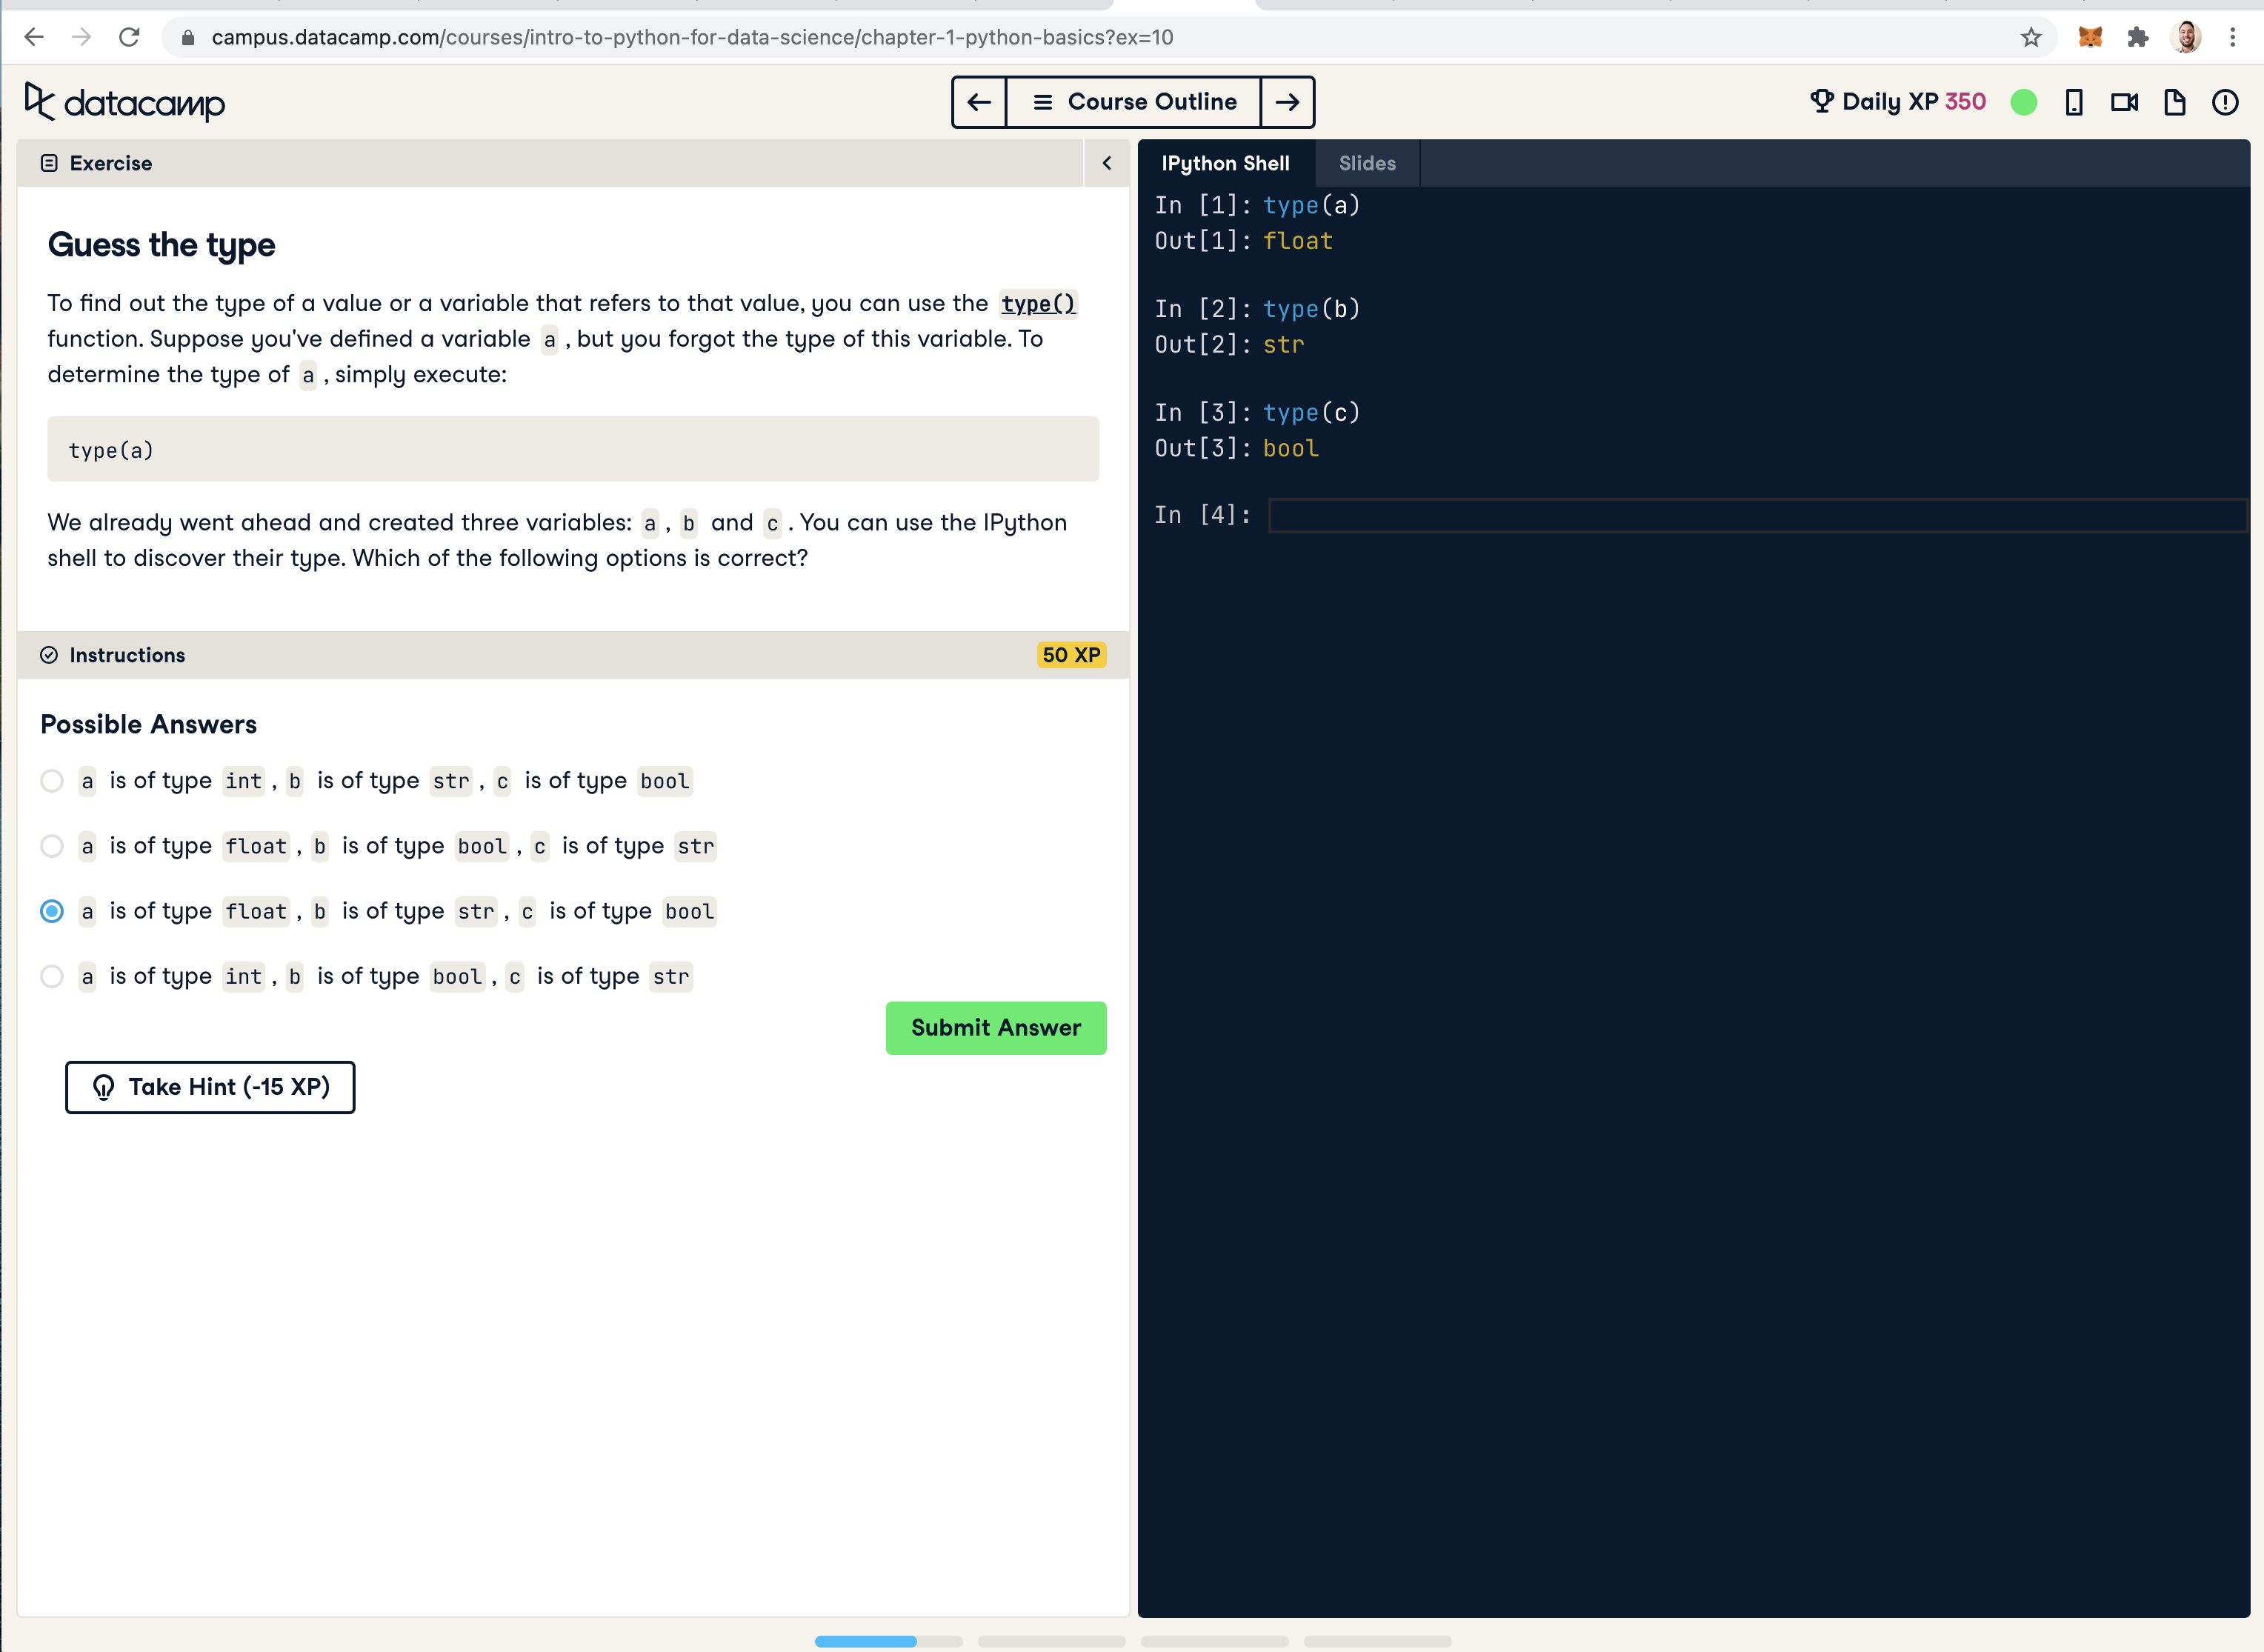 campus.datacamp.com/courses/intro-to-python-for-data-science/chapter-1-python-basics?ex=10
datacamp
Course Outline
Daily XP 350
Exercise
Guess the type
To find out the type of a value or a variable that refers to that value, you can use the type()
function. Suppose you've defined a variable a , but you forgot the type of this variable. To
determine the type of a , simply execute:
type(a)
We already went ahead and created three variables: a , b and c . You can use the IPython
shell to discover their type. Which of the following options is correct?
Instructions
50 XP
Possible Answers
a is of type int , b is of type str , c is of type bool
a is of type float , b is of type bool , c is of type str
a is of type float , b is of type str , c is of type bool
a is of type int , b is of type bool , c is of type str
Submit Answer
Take Hint (-15 XP)
IPython Shell
Slides
In [1]: type(a)
Out[1]: float
In [2]: type(b)
Out[2]: str
In [3]: type(c)
Out[3]: bool
In [4]: